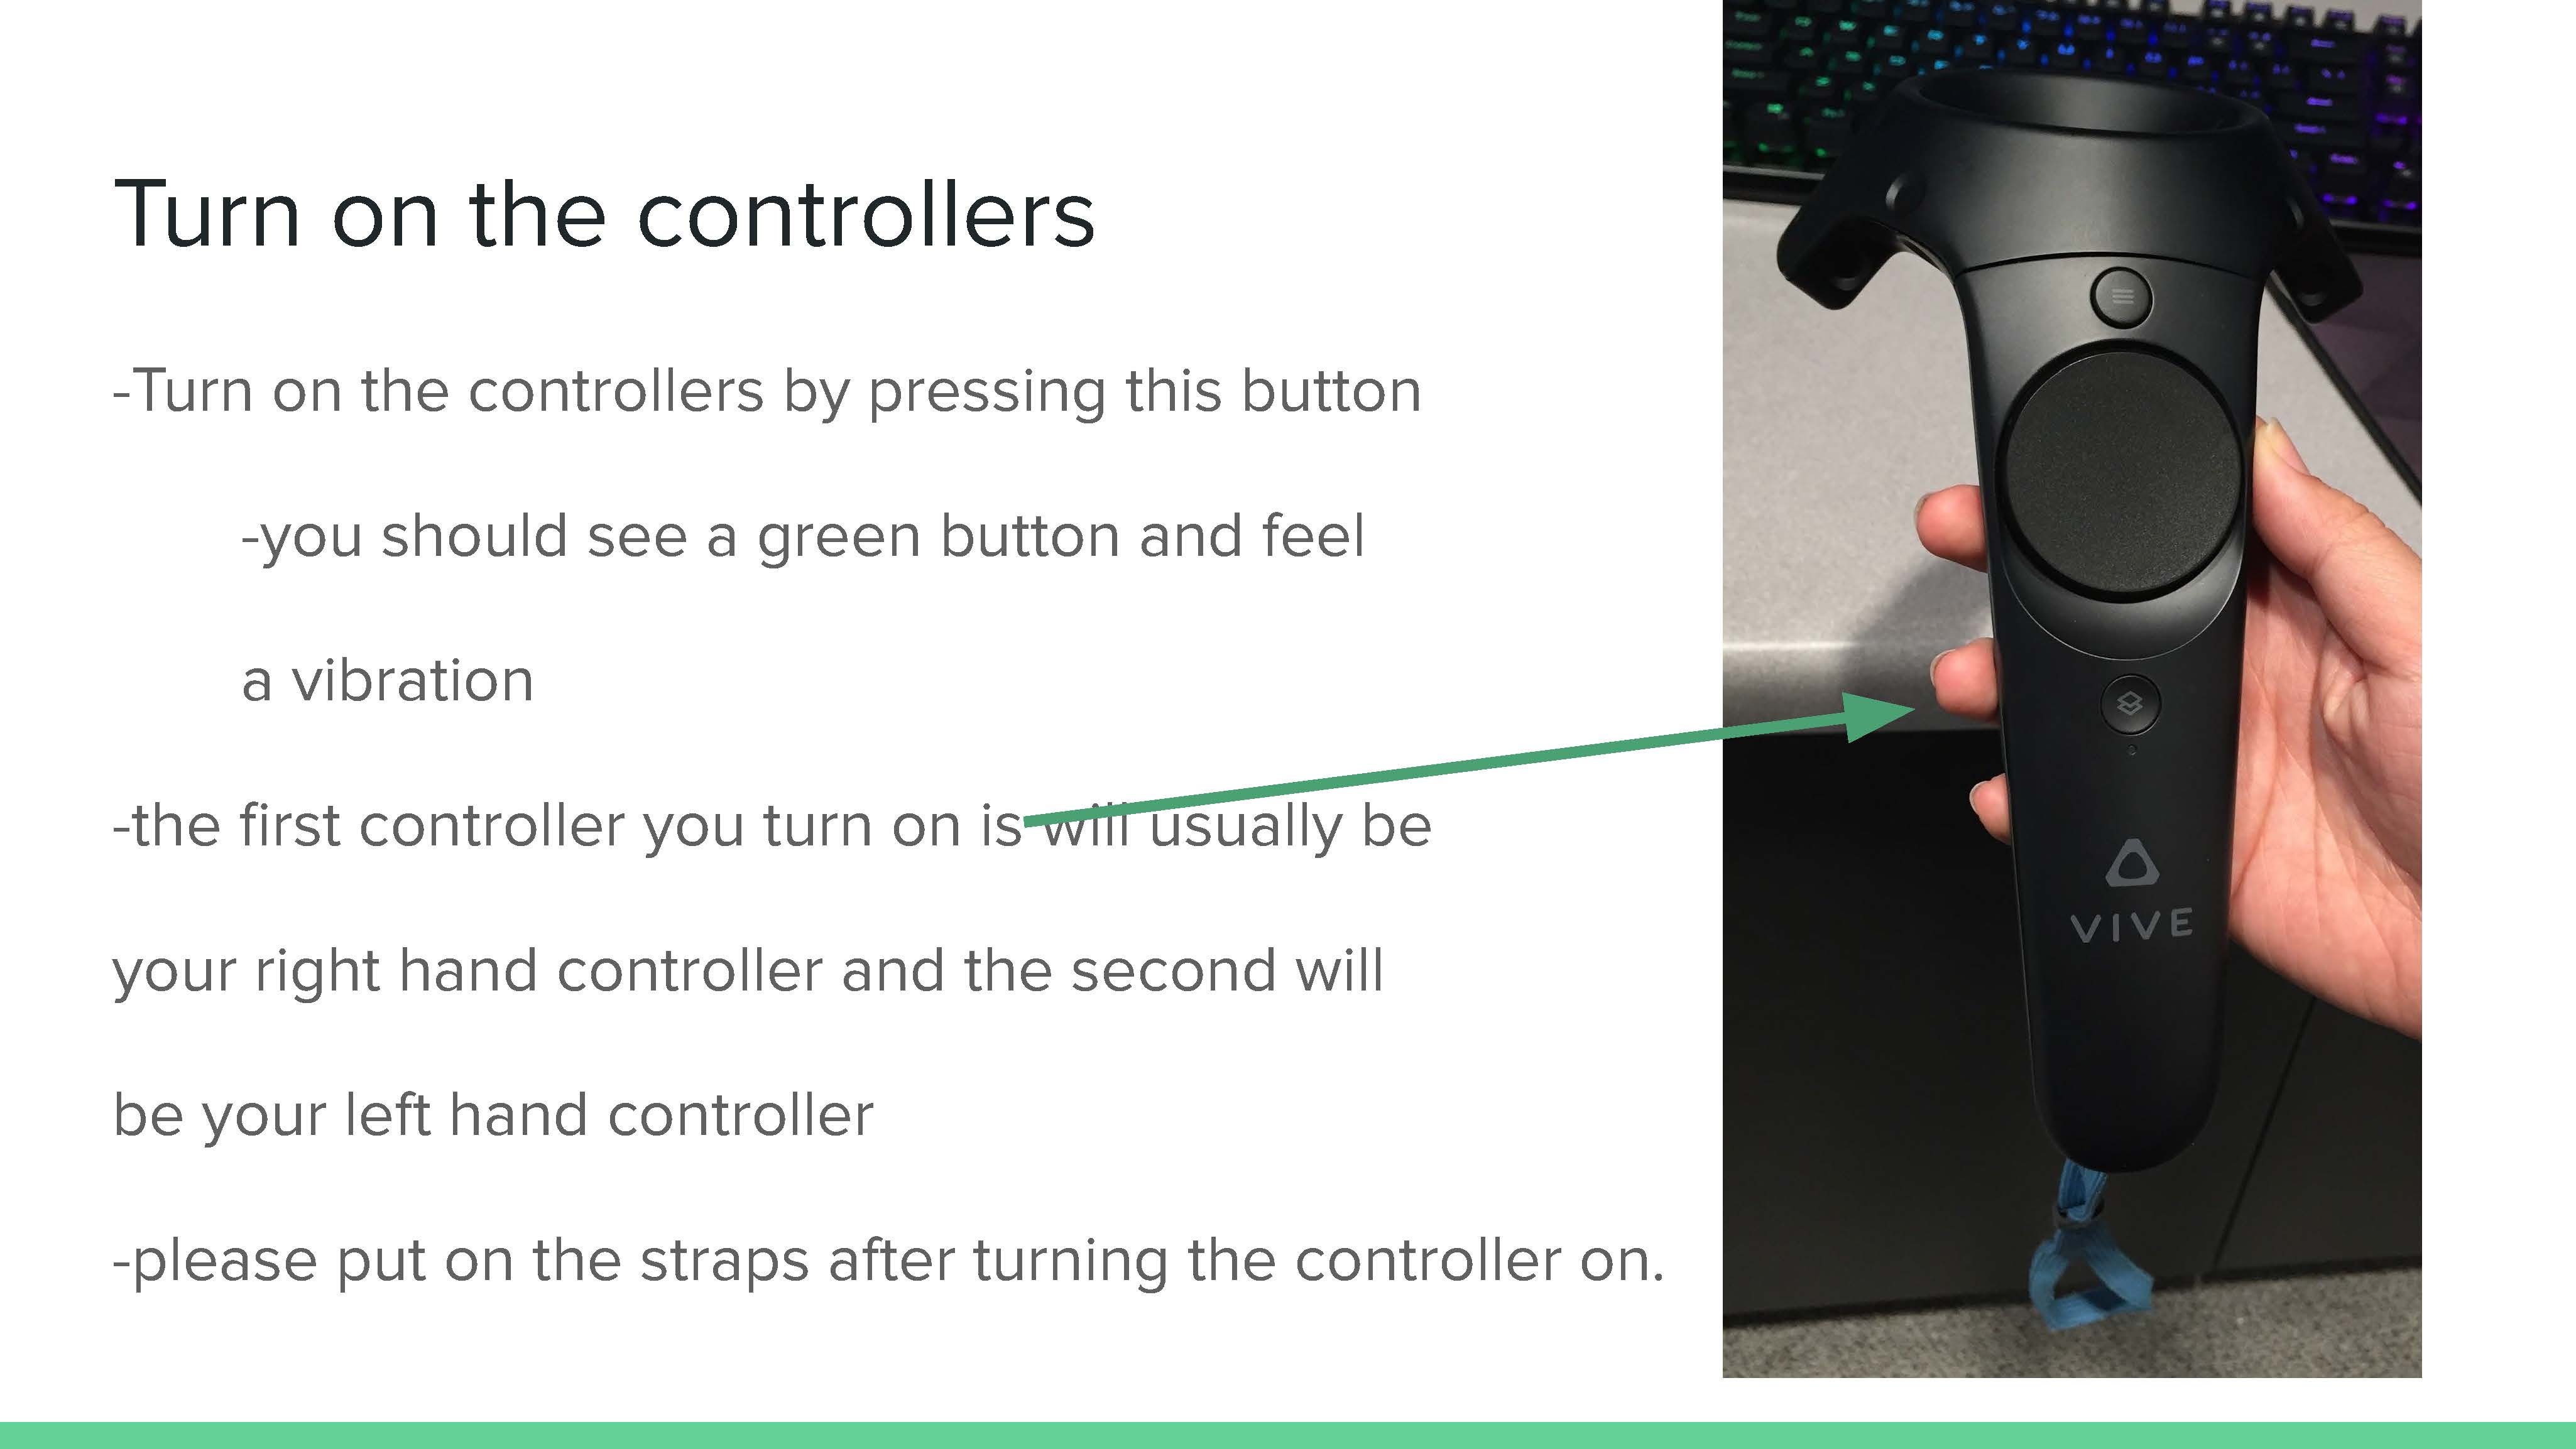 Turn on the controllers
-Turn on the controllers by pressing this button
-you should see a green button and feel
a vibration
-the first controller you turn on is will usually be
your right hand controller and the second will
be your left hand controller
-please put on the straps after turning the controller on.
VIVE